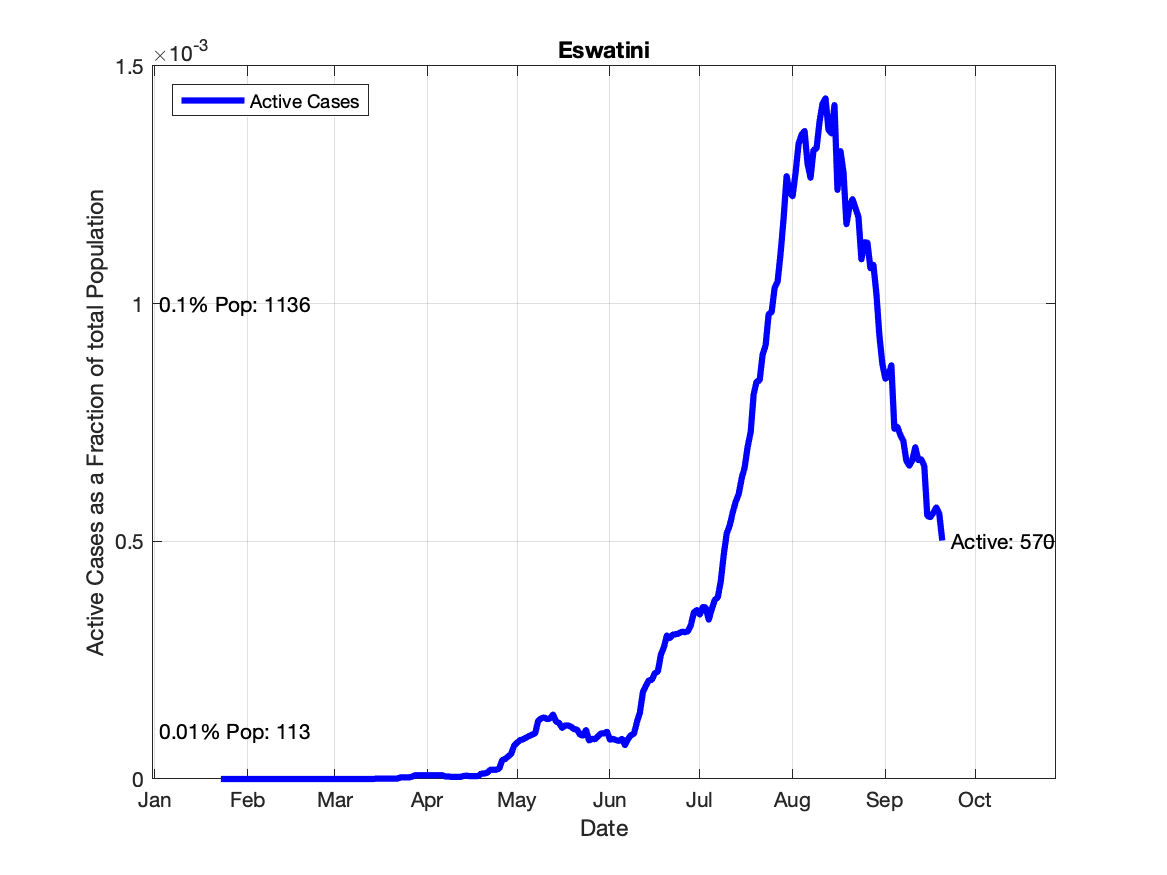 Eswatini
×10-3
1.5
Active Cases
1
0.1% Pop: 1136
Active Cases as a Fraction of total Population
0.5
Active: 570
0.01% Pop: 113
0
Jan Feb Mar Apr May Jun Jul Aug Sep Oct
Date